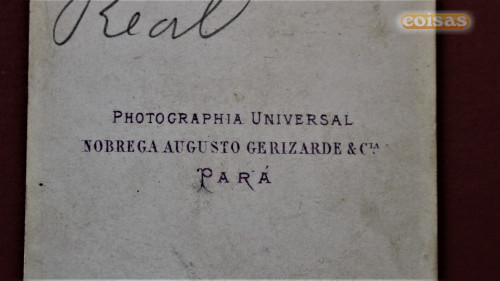 Real
coisas
PHOTOGRAPHIA UNIVERSAL
NOBREGA AUGUSTO GERIZARDE & CIA.
PARÁ